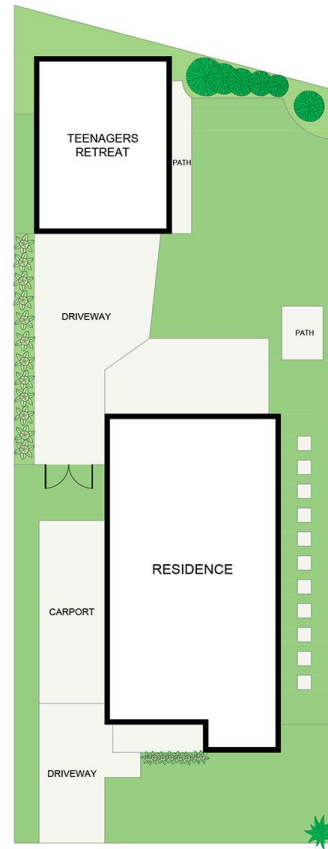 TEENAGERS
RETREAT
PATH
DRIVEWAY
PATH
RESIDENCE
CARPORT
DRIVEWAY